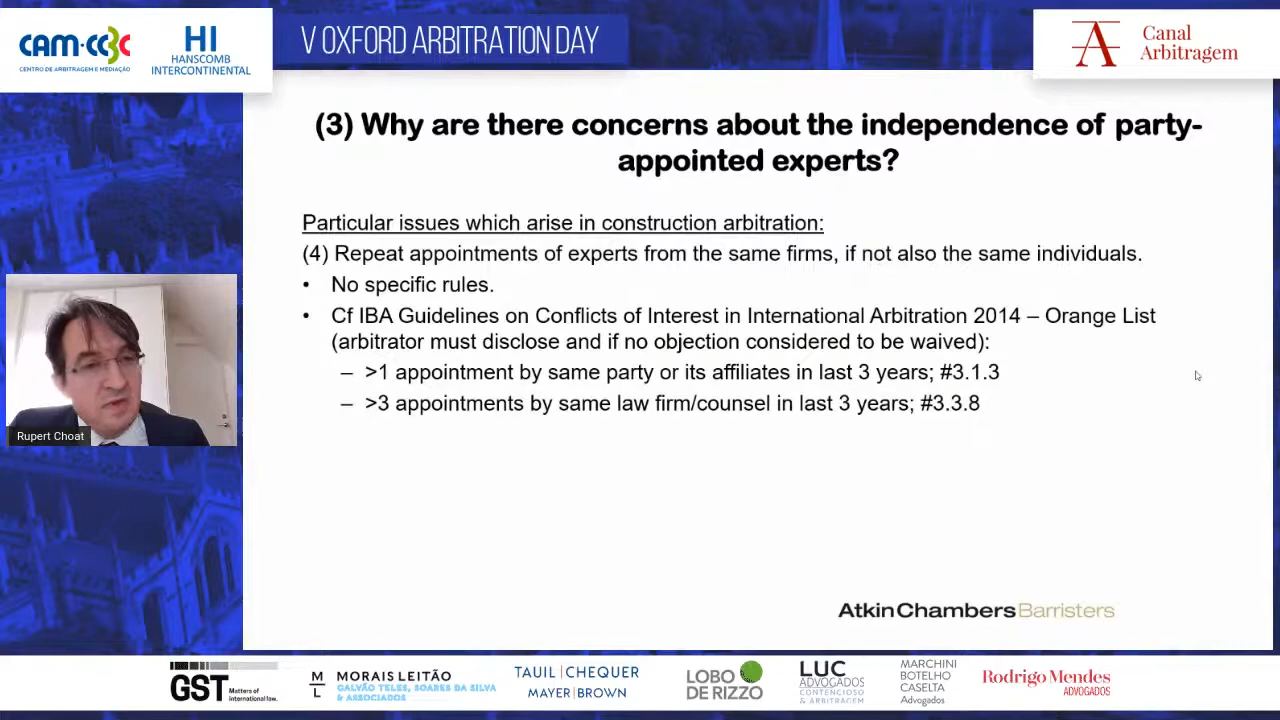 CAM-CCBC
CENTRO DE ARBITRAGEM E MEDIAÇÃO
HI
HANSCOMB
INTERCONTINENTAL
V OXFORD ARBITRATION DAY
Canal
Arbitragem
(3) Why are there concerns about the independence of party-
appointed experts?
Particular issues which arise in construction arbitration:
(4) Repeat appointments of experts from the same firms, if not also the same individuals.
• No specific rules.
• Cf IBA Guidelines on Conflicts of Interest in International Arbitration 2014 – Orange List
(arbitrator must disclose and if no objection considered to be waived):
– >1 appointment by same party or its affiliates in last 3 years; #3.1.3
– >3 appointments by same law firm/counsel in last 3 years; #3.3.8
Rupert Choat
AtkinChambersBarristers
GST Matters of
international law.
M
L
MORAIS LEITÃO
GALVÃO TELES, SOARES DA SILVA
& ASSOCIADOS
TAUIL | CHEQUER
MAYER | BROWN
LOBO
DE RIZZO
LUC
ADVOGADOS
CONTENCIOSO
& ARBITRAGEM
MARCHINI
BOTELHO
CASELTA
Advogados
Rodrigo Mendes
ADVOGADOS